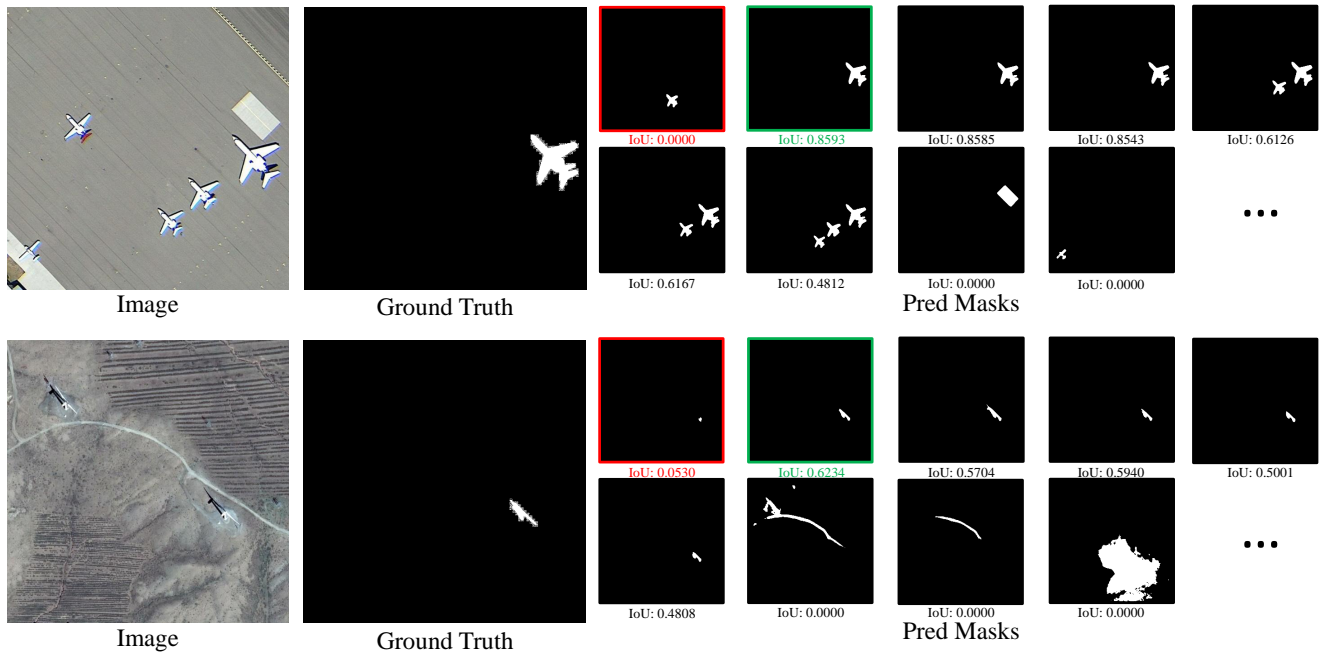 IoU: 0.0000 IoU: 0.8593 IoU: 0.8585 IoU: 0.8543 IoU: 0.6126
IoU: 0.6167 IoU: 0.4812 IoU: 0.0000 IoU: 0.0000
...
Image Ground Truth Pred Masks
IoU: 0.0530 IoU: 0.6234 IoU: 0.5704 IoU: 0.5940 IoU: 0.5001
IoU: 0.4808 IoU: 0.0000 IoU: 0.0000 IoU: 0.0000
...
Image Ground Truth Pred Masks